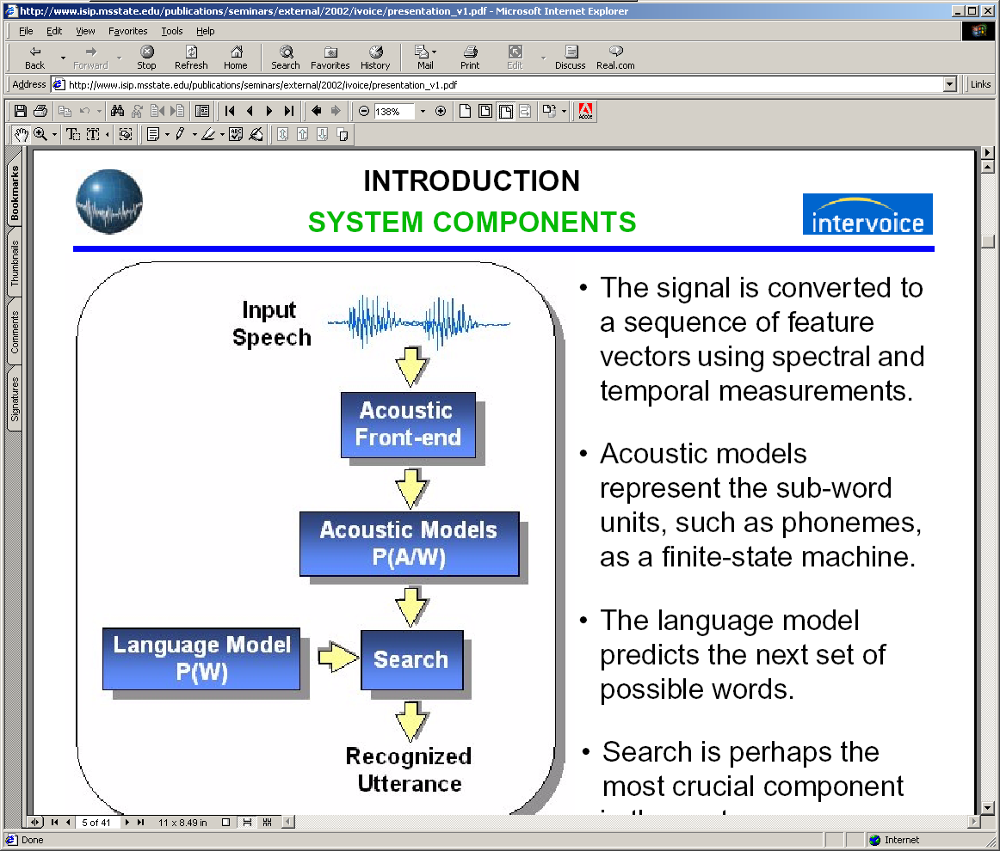 http://www.isip.msstate.edu/publications/seminars/external/2002/ivoice/presentation_v1.pdf - Microsoft Internet Explorer
File Edit View Favorites Tools Help
Back Forward Stop Refresh Home Search Favorites History Mail Print Edit Discuss Real.com
Address http://www.isip.msstate.edu/publications/seminars/external/2002/ivoice/presentation_v1.pdf Links
138% Adobe
Bookmarks
Thumbnails
Comments
Signatures
INTRODUCTION
SYSTEM COMPONENTS
intervoice
Input
Speech
Acoustic
Front-end
Acoustic Models
P(A/W)
Language Model
P(W)
Search
Recognized
Utterance
• The signal is converted to
a sequence of feature
vectors using spectral and
temporal measurements.
• Acoustic models
represent the sub-word
units, such as phonemes,
as a finite-state machine.
• The language model
predicts the next set of
possible words.
• Search is perhaps the
most crucial component
5 of 41 11 x 8.49 in
Done Internet